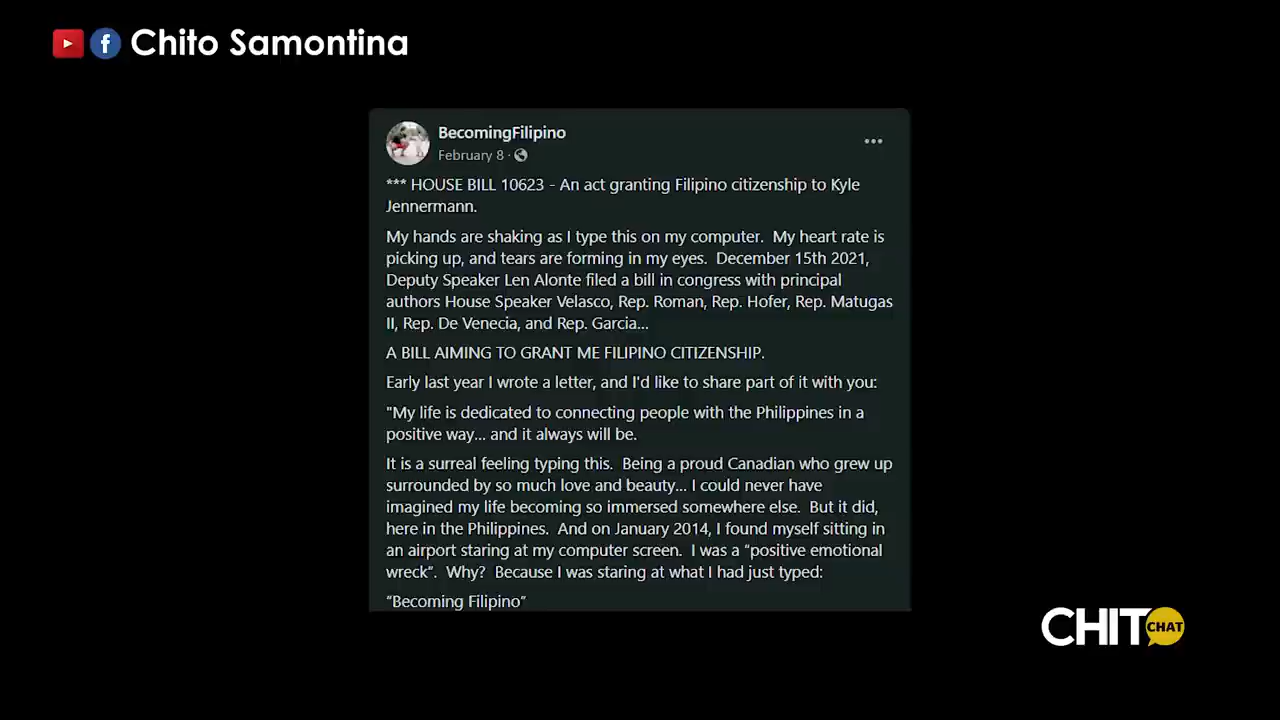 Chito Samontina
BecomingFilipino
February 8 ·
*** HOUSE BILL 10623 - An act granting Filipino citizenship to Kyle
Jennermann.
My hands are shaking as I type this on my computer.  My heart rate is
picking up, and tears are forming in my eyes.  December 15th 2021,
Deputy Speaker Len Alonte filed a bill in congress with principal
authors House Speaker Velasco, Rep. Roman, Rep. Hofer, Rep. Matugas
II, Rep. De Venecia, and Rep. Garcia...
A BILL AIMING TO GRANT ME FILIPINO CITIZENSHIP.
Early last year I wrote a letter, and I'd like to share part of it with you:
"My life is dedicated to connecting people with the Philippines in a
positive way... and it always will be.
It is a surreal feeling typing this.  Being a proud Canadian who grew up
surrounded by so much love and beauty... I could never have
imagined my life becoming so immersed somewhere else.  But it did,
here in the Philippines.  And on January 2014, I found myself sitting in
an airport staring at my computer screen.  I was a “positive emotional
wreck”.  Why?  Because I was staring at what I had just typed:
“Becoming Filipino”
CHITO CHAT